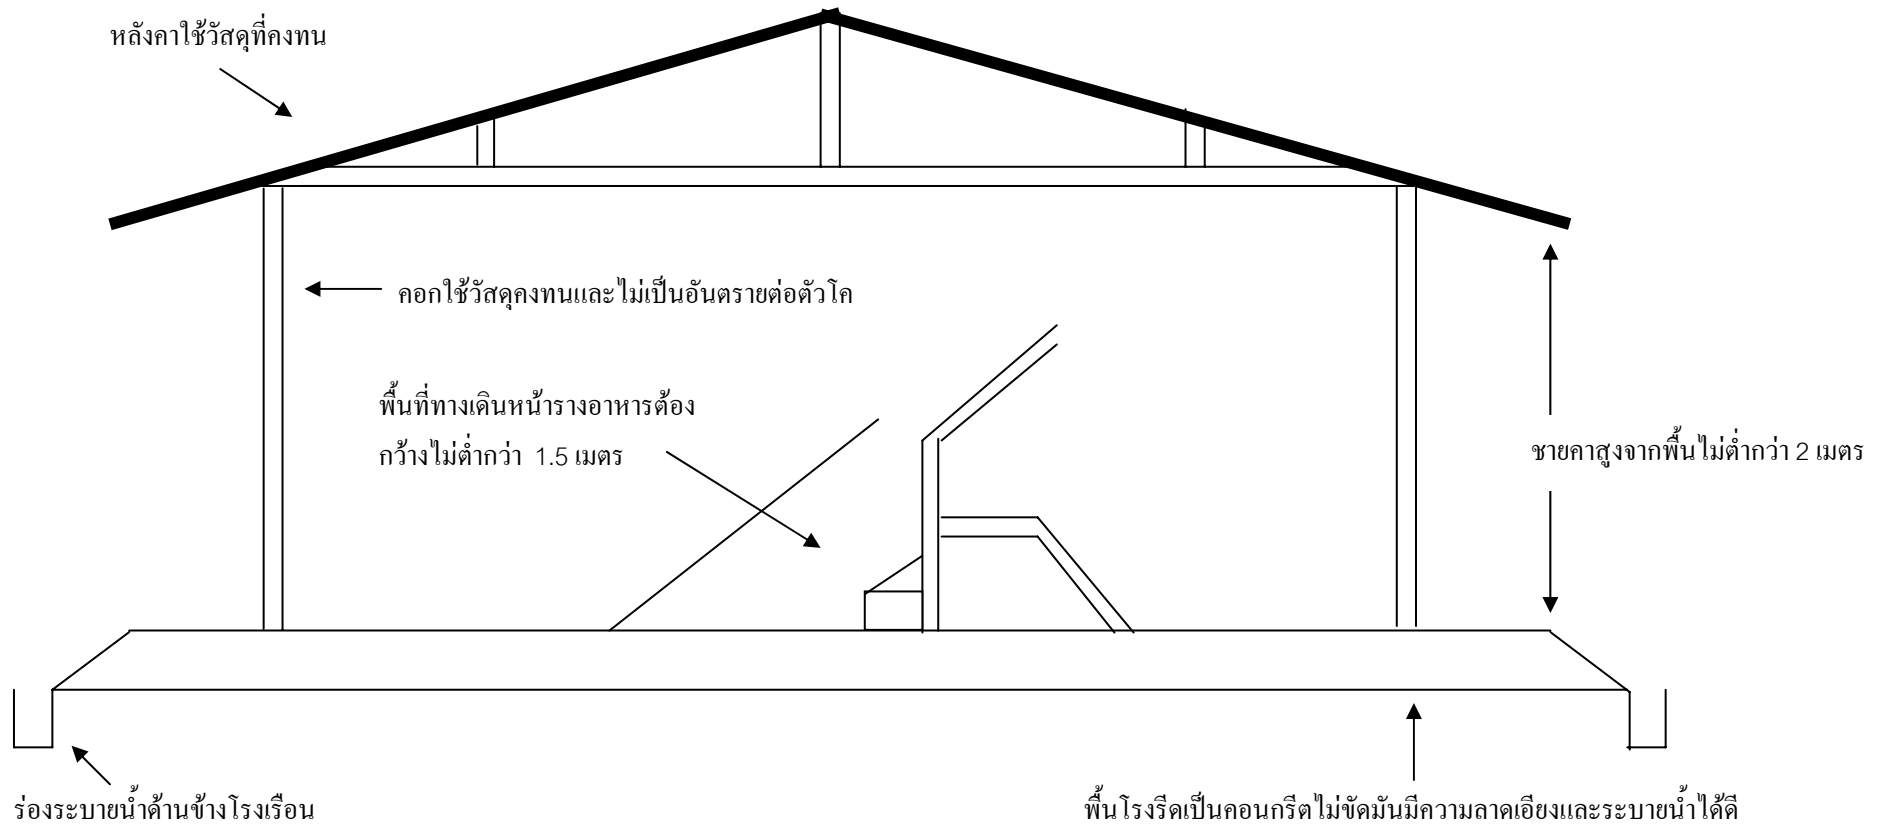 หลังคาใช้วัสดุที่คงทน
คอกใช้วัสดุคงทนและไม่เป็นอันตรายต่อตัวโค
พื้นที่ทางเดินหน้ารางอาหารต้อง
กว้างไม่ต่ำกว่า 1.5 เมตร
ชายคาสูงจากพื้นไม่ต่ำกว่า 2 เมตร
ร่องระบายน้ำด้านข้างโรงเรือน
พื้นโรงรีดเป็นคอนกรีตไม่ขัดมันมีความลาดเอียงและระบายน้ำได้ดี